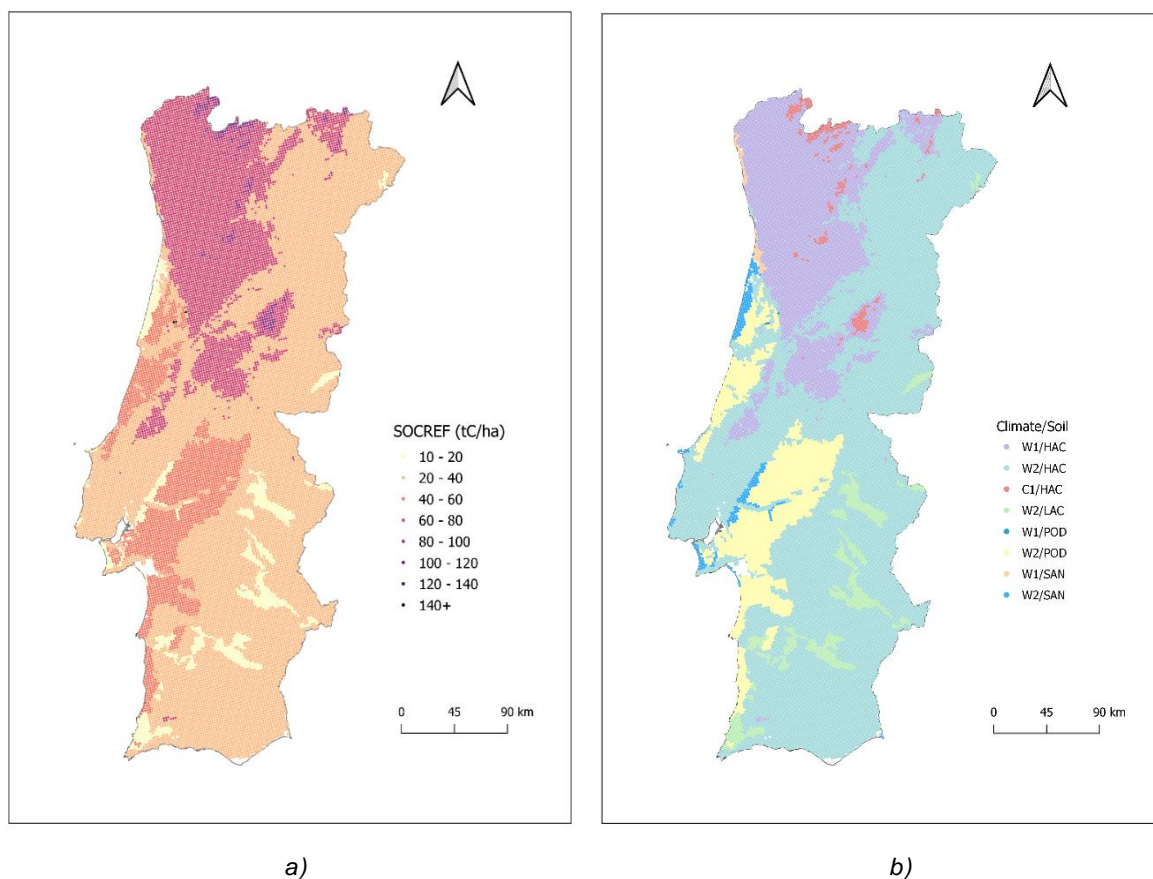 SOCREF (tC/ha)
10 - 20
20 - 40
40 - 60
60 - 80
80 - 100
100 - 120
120 - 140
140+
0 45 90 km
Climate/Soil
W1/HAC
W2/HAC
C1/HAC
W2/LAC
W1/POD
W2/POD
W1/SAN
W2/SAN
0 45 90 km
a)
b)